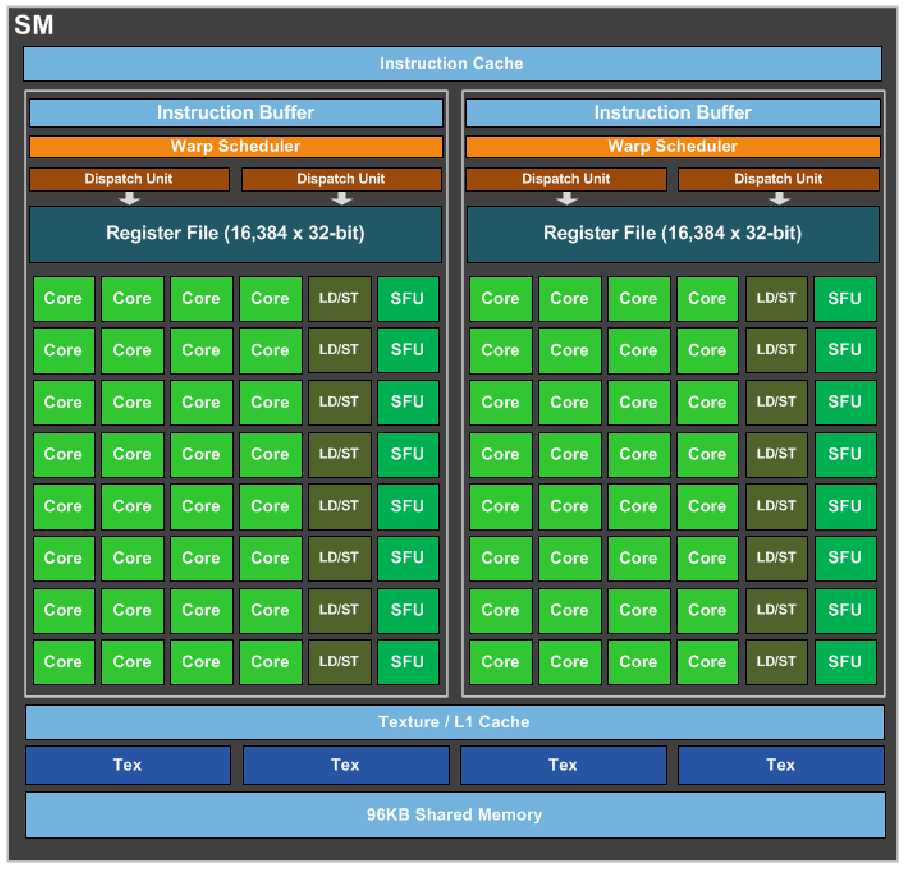 SM
Instruction Cache
Instruction Buffer Instruction Buffer
Warp Scheduler Warp Scheduler
Dispatch Unit Dispatch Unit Dispatch Unit Dispatch Unit
Register File (16,384 x 32-bit) Register File (16,384 x 32-bit)
Core Core Core Core LD/ST SFU Core Core Core Core LD/ST SFU
Core Core Core Core LD/ST SFU Core Core Core Core LD/ST SFU
Core Core Core Core LD/ST SFU Core Core Core Core LD/ST SFU
Core Core Core Core LD/ST SFU Core Core Core Core LD/ST SFU
Core Core Core Core LD/ST SFU Core Core Core Core LD/ST SFU
Core Core Core Core LD/ST SFU Core Core Core Core LD/ST SFU
Core Core Core Core LD/ST SFU Core Core Core Core LD/ST SFU
Core Core Core Core LD/ST SFU Core Core Core Core LD/ST SFU
Texture / L1 Cache
Tex Tex Tex Tex
96KB Shared Memory